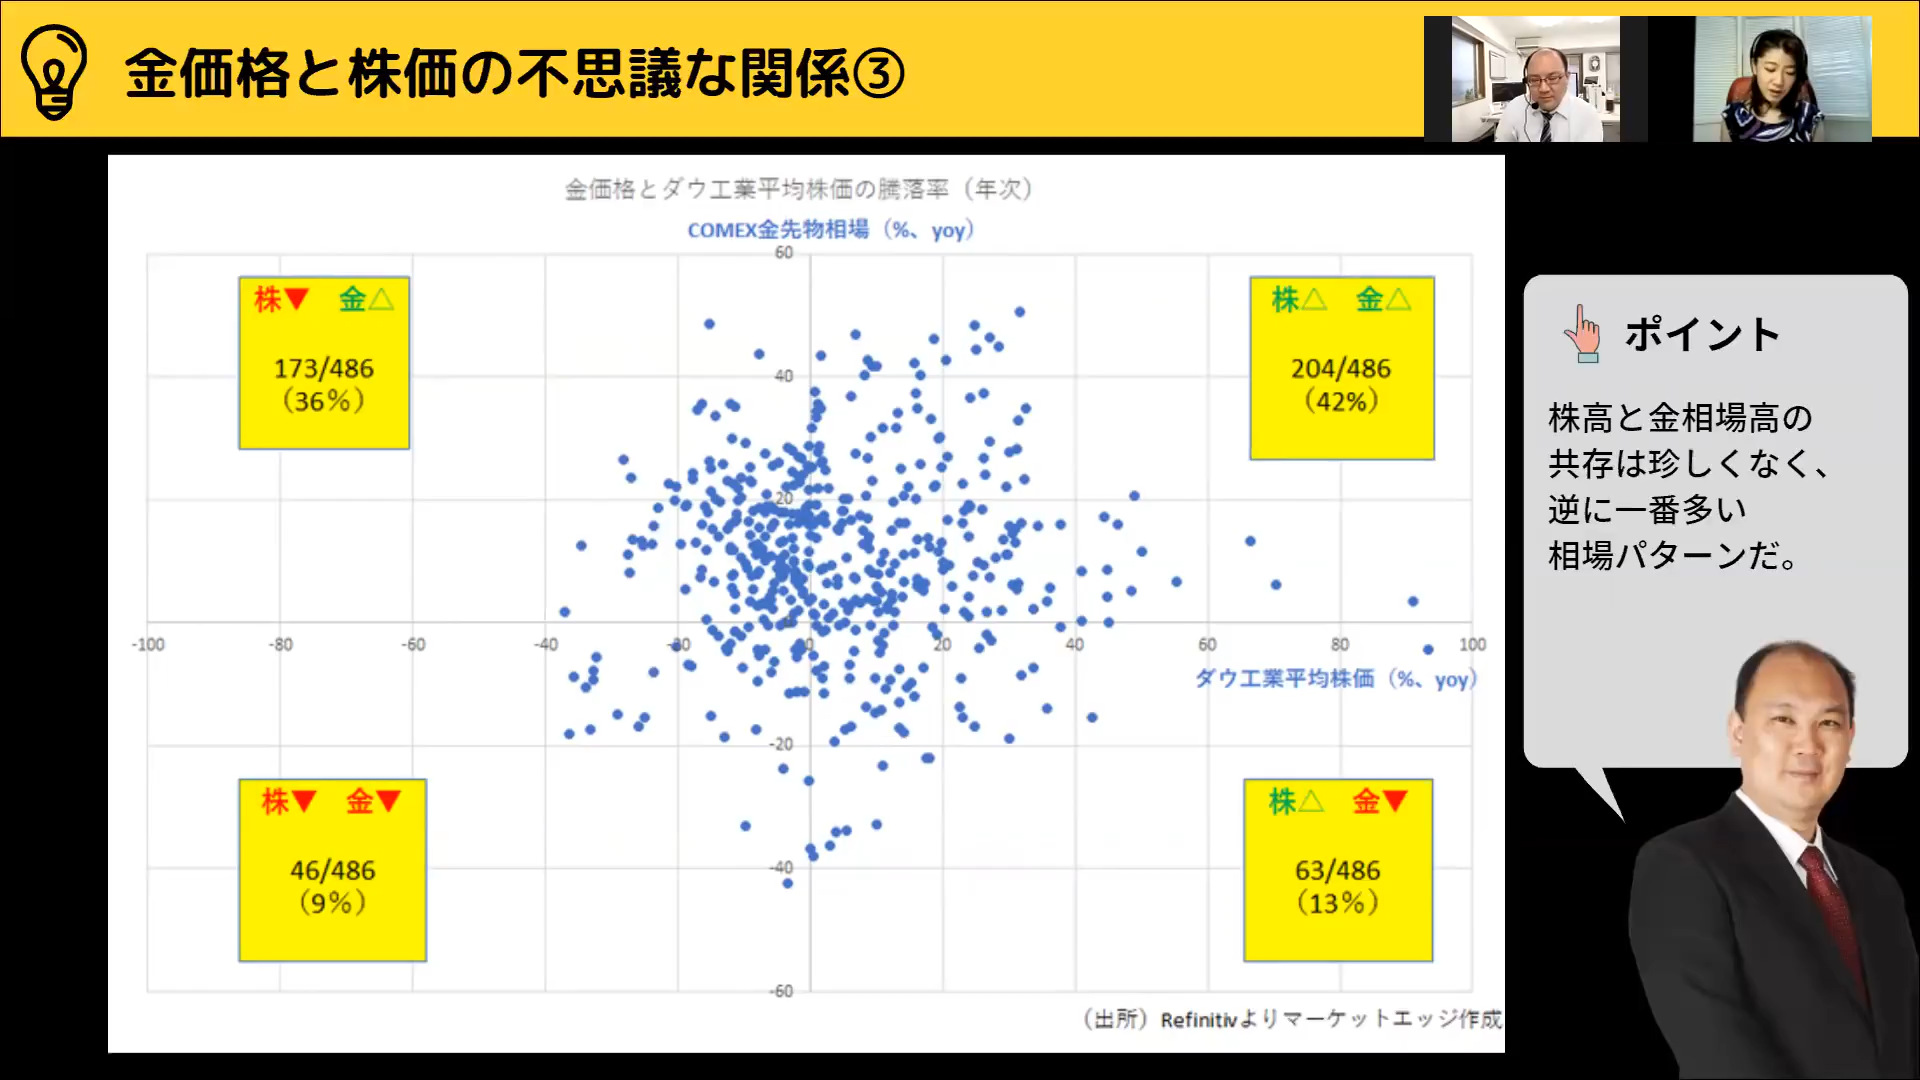 金価格と株価の不思議な関係③
金価格とダウ工業平均株価の騰落率（年次）
COMEX金先物相場（%、yoy）
60
株▼　金△
173/486
（36%）
株△　金△
204/486
（42%）
40
20
-100 -80 -60 -40 -20 0 20 40 60 80 100
ダウ工業平均株価（%、yoy）
-20
株▼　金▼
46/486
（9%）
株△　金▼
63/486
（13%）
-40
-60
（出所）Refinitivよりマーケットエッジ作成
ポイント
株高と金相場高の
共存は珍しくなく、
逆に一番多い
相場パターンだ。